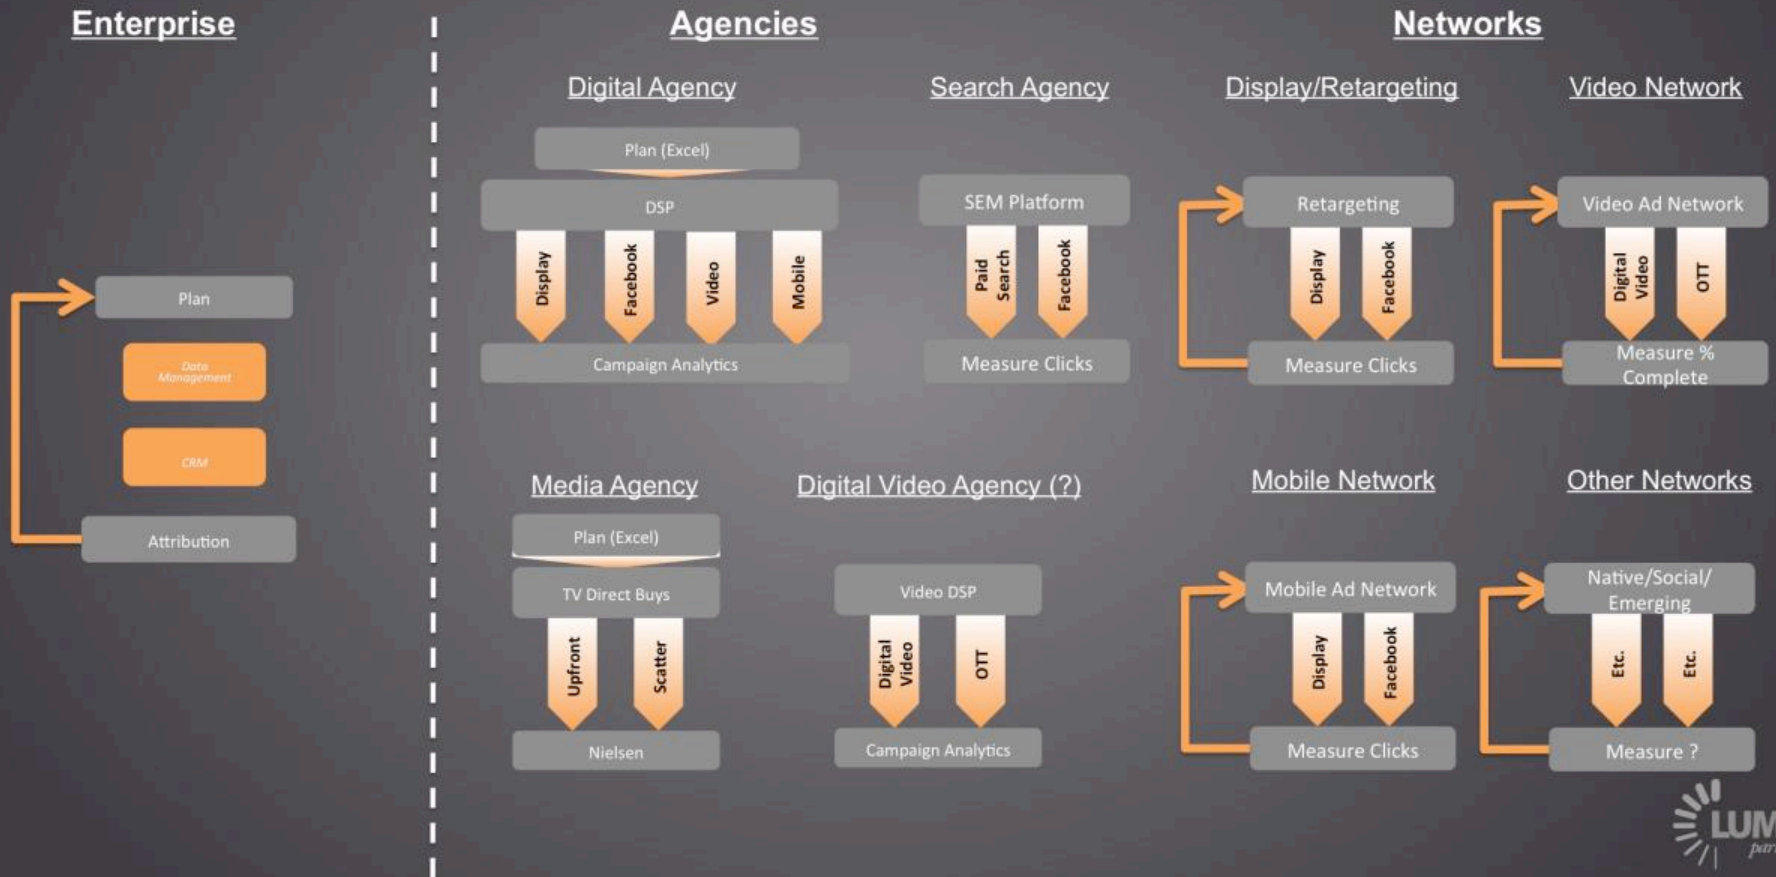 Enterprise
Agencies
Networks
Digital Agency
Search Agency
Display/Retargeting
Video Network
Plan (Excel)
DSP
Display
Facebook
Video
Mobile
Campaign Analytics
SEM Platform
Paid
Search
Facebook
Measure Clicks
Retargeting
Display
Facebook
Measure Clicks
Video Ad Network
Digital
Video
OTT
Measure %
Complete
Plan
Data
Management
CRM
Attribution
Media Agency
Digital Video Agency (?)
Mobile Network
Other Networks
Plan (Excel)
TV Direct Buys
Upfront
Scatter
Nielsen
Video DSP
Digital
Video
OTT
Campaign Analytics
Mobile Ad Network
Display
Facebook
Measure Clicks
Native/Social/
Emerging
Etc.
Etc.
Measure ?